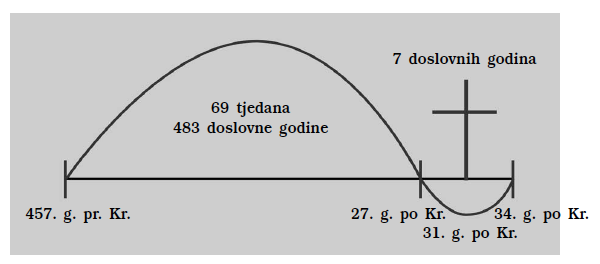 7 doslovnih godina
69 tjedana
483 doslovne godine
457. g. pr. Kr.
27. g. po Kr.
34. g. po Kr.
31. g. po Kr.